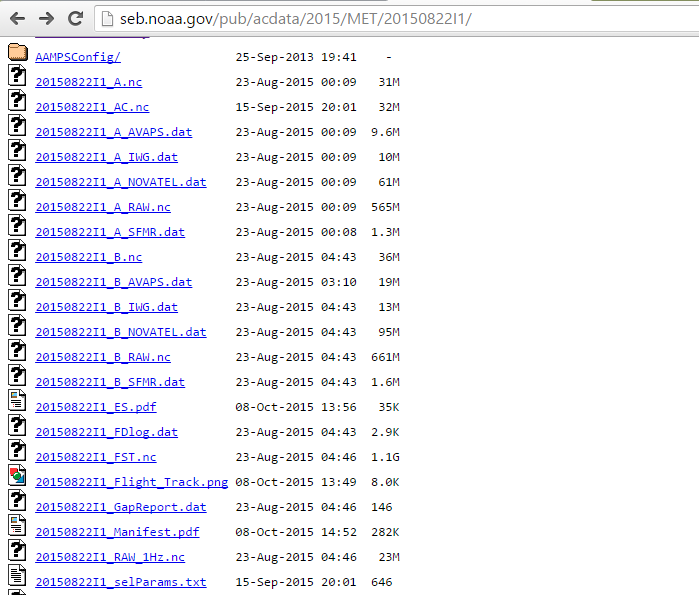 seb.noaa.gov/pub/acdata/2015/MET/20150822I1/
AAMPSConfig/ 25-Sep-2013 19:41 -
20150822I1_A.nc 23-Aug-2015 00:09 31M
20150822I1_AC.nc 15-Sep-2015 20:01 32M
20150822I1_A_AVAPS.dat 23-Aug-2015 00:09 9.6M
20150822I1_A_IWG.dat 23-Aug-2015 00:09 10M
20150822I1_A_NOVATEL.dat 23-Aug-2015 00:09 61M
20150822I1_A_RAW.nc 23-Aug-2015 00:09 565M
20150822I1_A_SFMR.dat 23-Aug-2015 00:08 1.3M
20150822I1_B.nc 23-Aug-2015 04:43 36M
20150822I1_B_AVAPS.dat 23-Aug-2015 03:10 19M
20150822I1_B_IWG.dat 23-Aug-2015 04:43 13M
20150822I1_B_NOVATEL.dat 23-Aug-2015 04:43 95M
20150822I1_B_RAW.nc 23-Aug-2015 04:43 661M
20150822I1_B_SFMR.dat 23-Aug-2015 04:43 1.6M
20150822I1_ES.pdf 08-Oct-2015 13:56 35K
20150822I1_FDlog.dat 23-Aug-2015 04:43 2.9K
20150822I1_FST.nc 23-Aug-2015 04:46 1.1G
20150822I1_Flight_Track.png 08-Oct-2015 13:49 8.0K
20150822I1_GapReport.dat 23-Aug-2015 04:46 146
20150822I1_Manifest.pdf 08-Oct-2015 14:52 282K
20150822I1_RAW_1Hz.nc 23-Aug-2015 04:46 23M
20150822I1_selParams.txt 15-Sep-2015 20:01 646